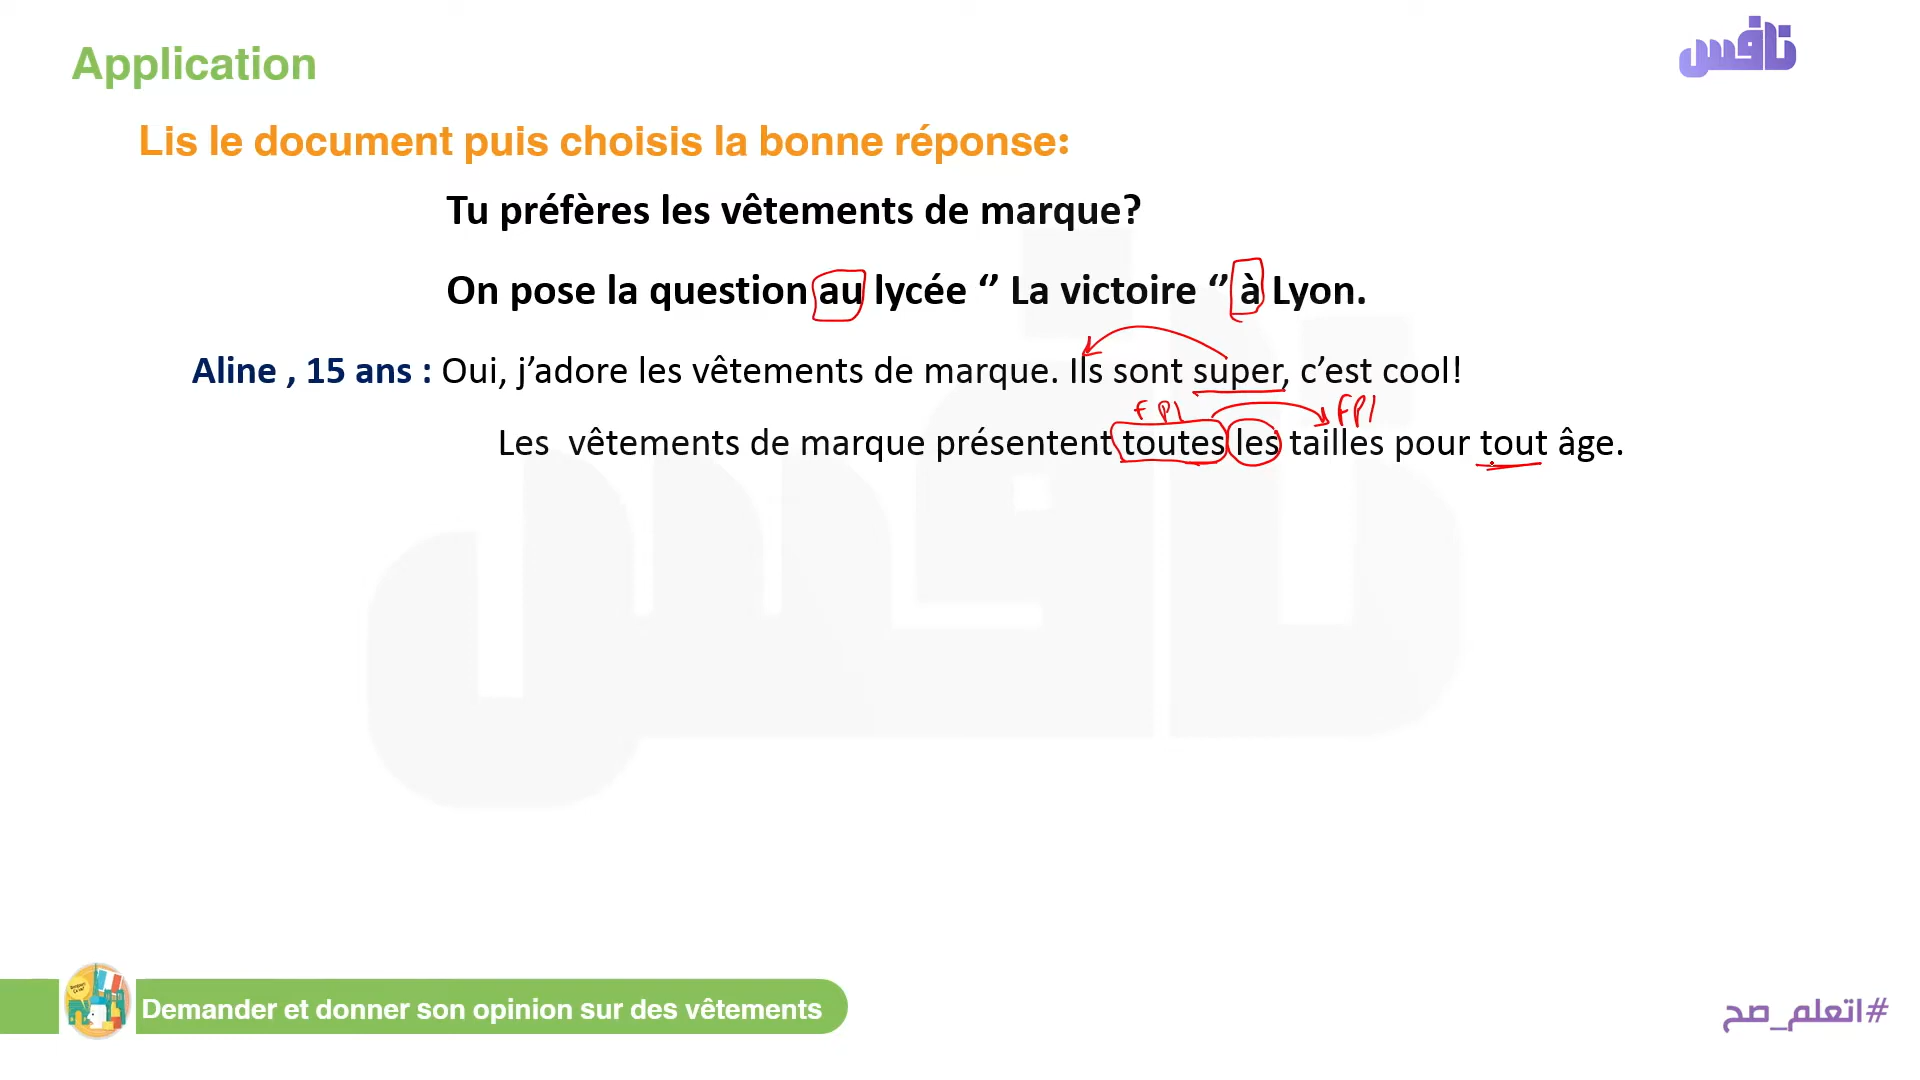 Application
نافس
Lis le document puis choisis la bonne réponse:
Tu préfères les vêtements de marque?
On pose la question au lycée ‘’ La victoire ‘’ à Lyon.
Aline , 15 ans : Oui, j’adore les vêtements de marque. Ils sont super, c’est cool!
F Pl FPl
Les vêtements de marque présentent toutes les tailles pour tout âge.
Demander et donner son opinion sur des vêtements
#اتعلم_صح